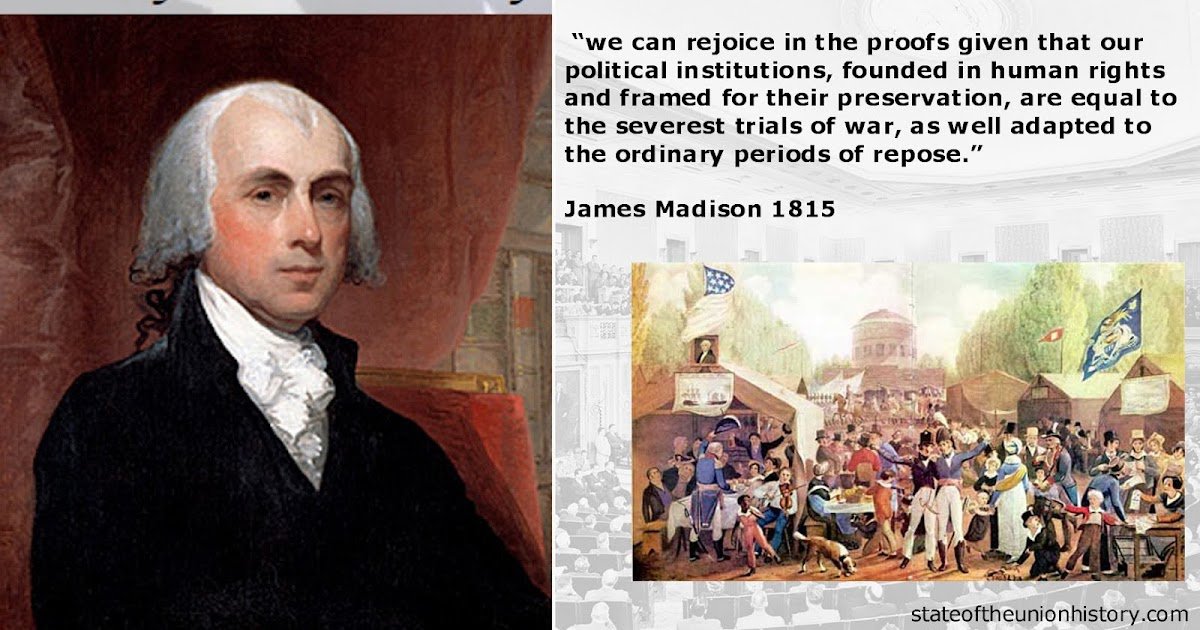 “we can rejoice in the proofs given that our
political institutions, founded in human rights
and framed for their preservation, are equal to
the severest trials of war, as well adapted to
the ordinary periods of repose.”
James Madison 1815
stateoftheunionhistory.com